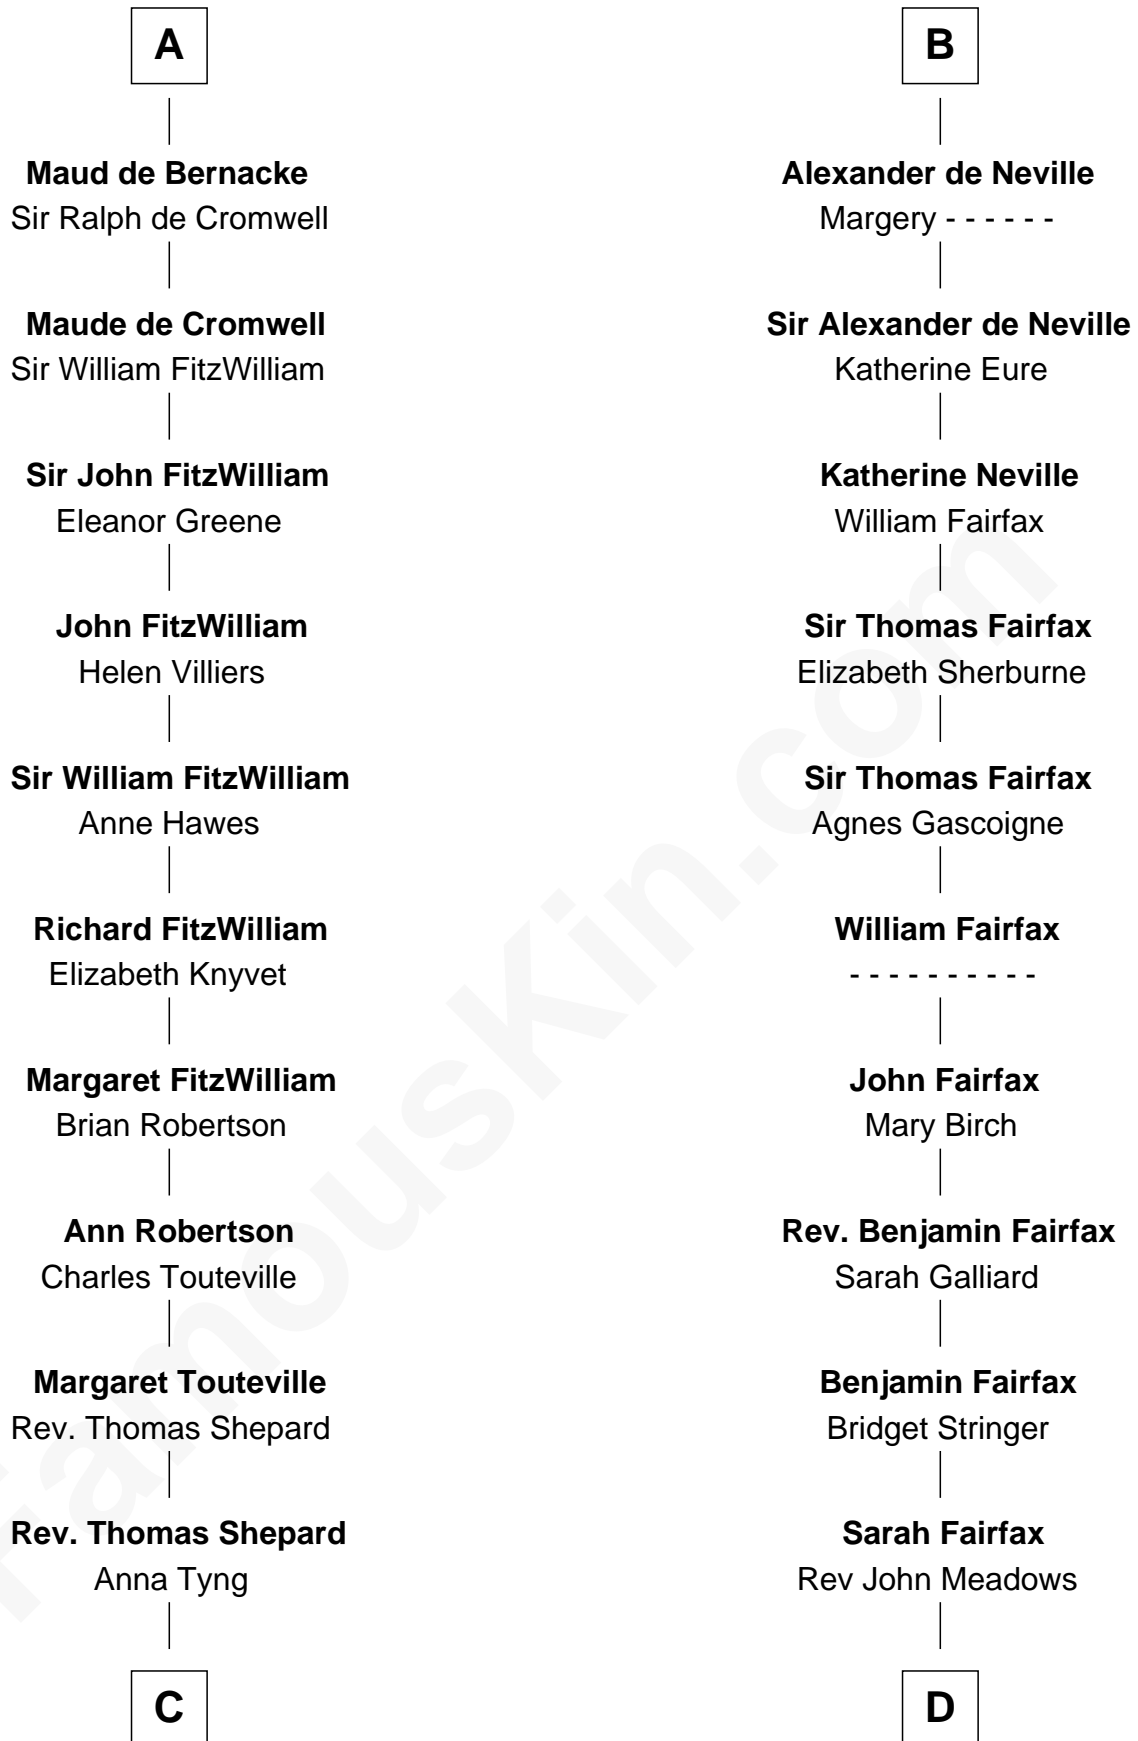 A
Maud de Bernacke
Sir Ralph de Cromwell
Maude de Cromwell
Sir William FitzWilliam
Sir John FitzWilliam
Eleanor Greene
John FitzWilliam
Helen Villiers
Sir William FitzWilliam
Anne Hawes
Richard FitzWilliam
Elizabeth Knyvet
Margaret FitzWilliam
Brian Robertson
Ann Robertson
Charles Touteville
Margaret Touteville
Rev. Thomas Shepard
Rev. Thomas Shepard
Anna Tyng
C
B
Alexander de Neville
Margery - - - - - -
Sir Alexander de Neville
Katherine Eure
Katherine Neville
William Fairfax
Sir Thomas Fairfax
Elizabeth Sherburne
Sir Thomas Fairfax
Agnes Gascoigne
William Fairfax
- - - - - - - - - -
John Fairfax
Mary Birch
Rev. Benjamin Fairfax
Sarah Galliard
Benjamin Fairfax
Bridget Stringer
Sarah Fairfax
Rev John Meadows
D
FamousKin.com